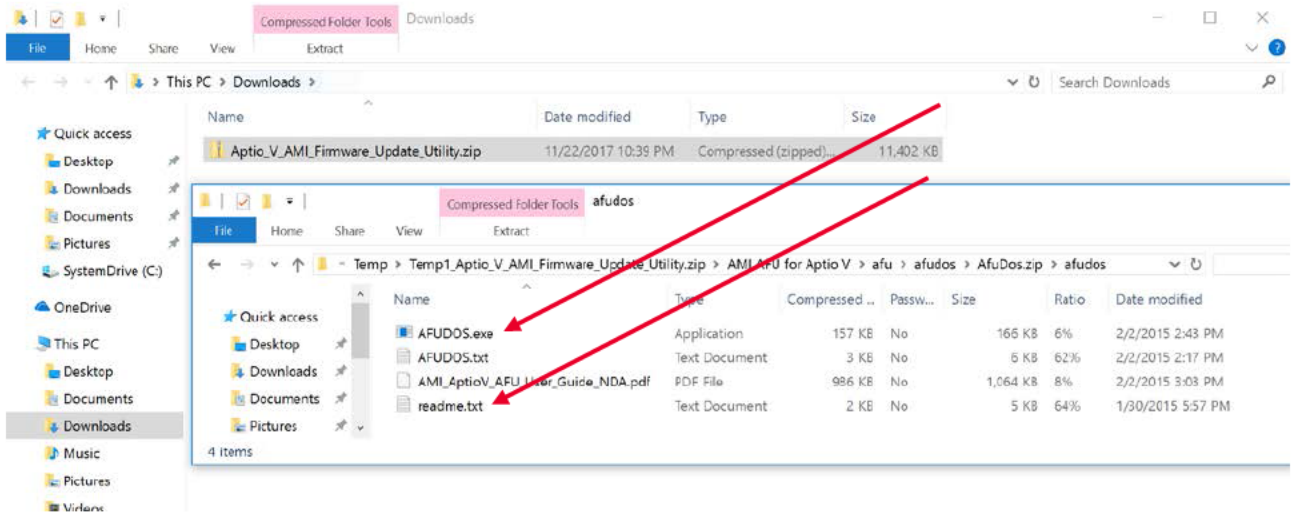 Compressed Folder Tools Downloads
File Home Share View Extract
This PC > Downloads > Search Downloads
Name Date modified Type Size
Quick access
Aptio_V_AMI_Firmware_Update_Utility.zip 11/22/2017 10:39 PM Compressed (zipped)... 11,402 KB
Desktop
Downloads
Documents
Pictures
SystemDrive (C:)
OneDrive
This PC
Desktop
Documents
Downloads
Music
Pictures
Videos
Compressed Folder Tools afudos
File Home Share View Extract
Temp > Temp1_Aptio_V_AMI_Firmware_Update_Utility.zip > AMI AFU for Aptio V > afu > afudos > AfuDos.zip > afudos
Name Type Compressed ... Passw... Size Ratio Date modified
Quick access
Desktop
Downloads
Documents
Pictures
AFUDOS.exe Application 157 KB No 166 KB 6% 2/2/2015 2:43 PM
AFUDOS.txt Text Document 3 KB No 6 KB 62% 2/2/2015 2:17 PM
AMI_AptioV_AFU_User_Guide_NDA.pdf PDF File 986 KB No 1,064 KB 8% 2/2/2015 3:03 PM
readme.txt Text Document 2 KB No 5 KB 64% 1/30/2015 5:57 PM
4 items